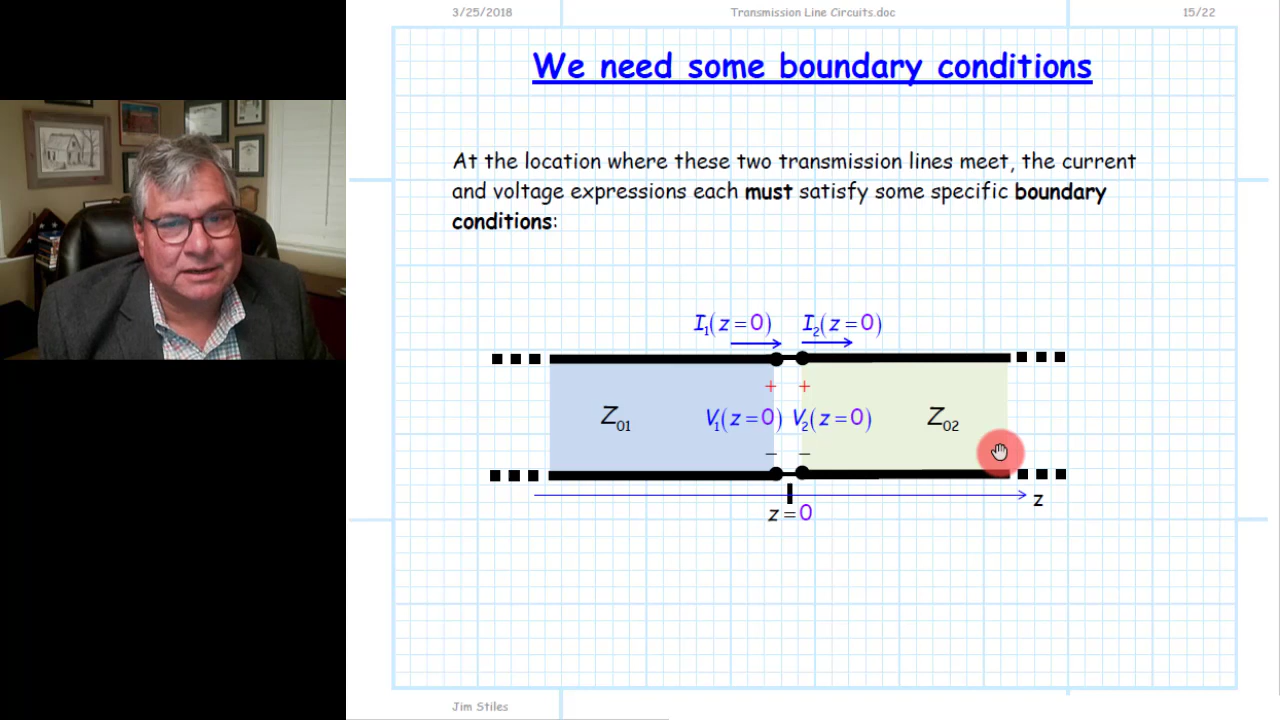 3/25/2018 Transmission Line Circuits.doc 15/22
We need some boundary conditions
At the location where these two transmission lines meet, the current
and voltage expressions each must satisfy some specific boundary
conditions:
I₁(z=0) I₂(z=0)
+ +
Z₀₁ V₁(z=0) V₂(z=0) Z₀₂
− −
z
z=0
Jim Stiles